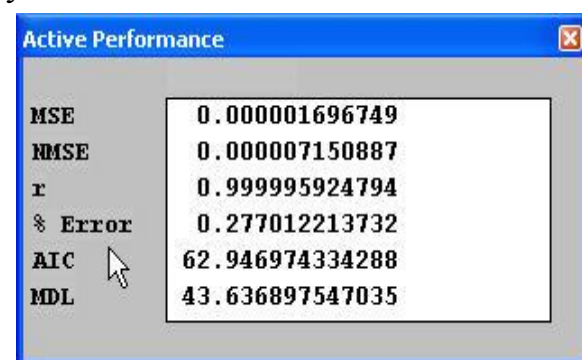 Active Performance
MSE 0.000001696749
NMSE 0.000007150887
r 0.999995924794
% Error 0.277012213732
AIC 62.946974334288
MDL 43.636897547035